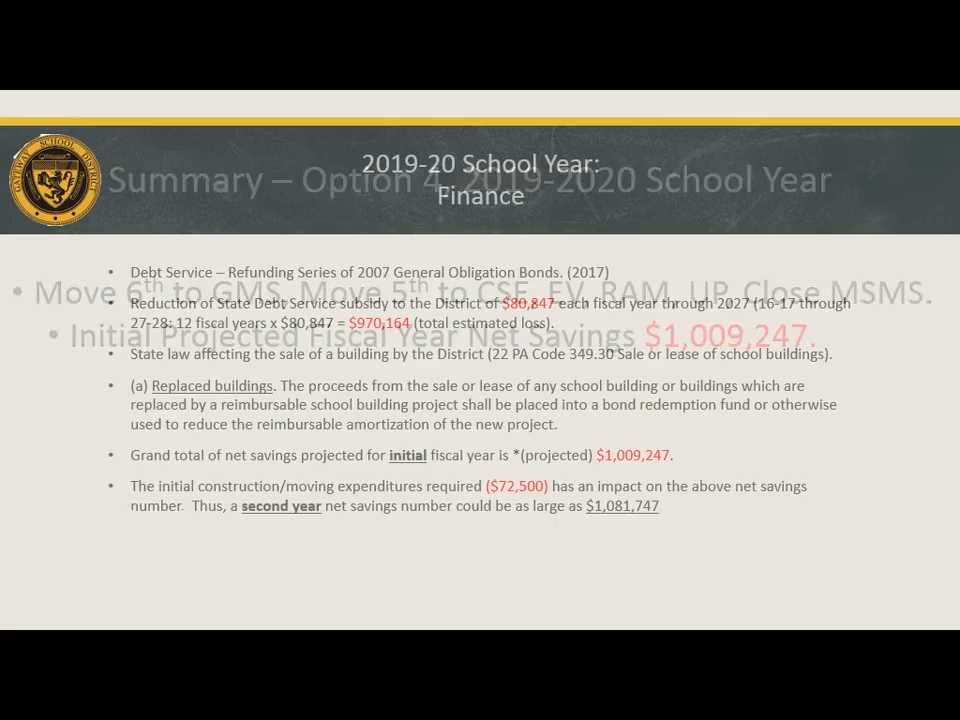 GATEWAY SCHOOL DISTRICT
2019-20 School Year:
Finance
Summary – Option 4 2019-2020 School Year
• Debt Service – Refunding Series of 2007 General Obligation Bonds. (2017)
• Move 6th to GMS, Move 5th to CSE, EV, RAM, UP, Close MSMS.
• Reduction of State Debt Service subsidy to the District of $80,847 each fiscal year through 2027 (16-17 through
27-28: 12 fiscal years x $80,847 = $970,164 (total estimated loss).
• Initial Projected Fiscal Year Net Savings $1,009,247.
• State law affecting the sale of a building by the District (22 PA Code 349.30 Sale or lease of school buildings).
• (a) Replaced buildings. The proceeds from the sale or lease of any school building or buildings which are
replaced by a reimbursable school building project shall be placed into a bond redemption fund or otherwise
used to reduce the reimbursable amortization of the new project.
• Grand total of net savings projected for initial fiscal year is *(projected) $1,009,247.
• The initial construction/moving expenditures required ($72,500) has an impact on the above net savings
number. Thus, a second year net savings number could be as large as $1,081,747